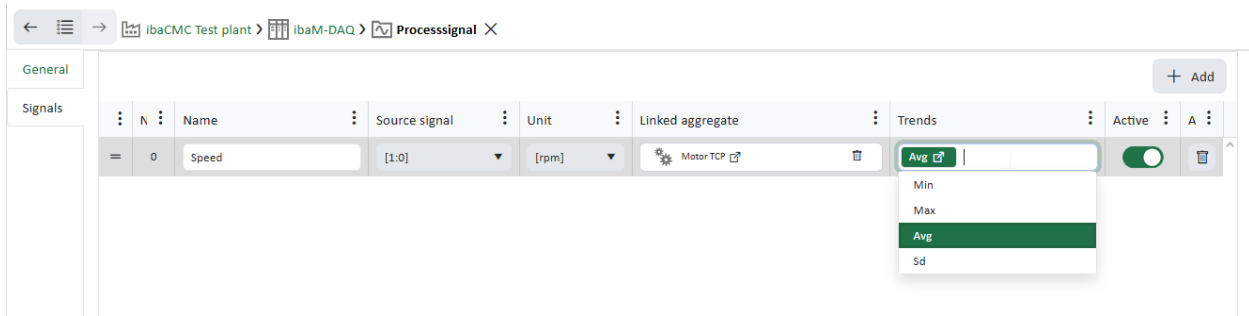 ibaCMC Test plant > ibaM-DAQ > Processsignal
General
+ Add
Signals
N Name Source signal Unit Linked aggregate Trends Active A
0 Speed [1:0] [rpm] Motor TCP Avg
Min
Max
Avg
Sd